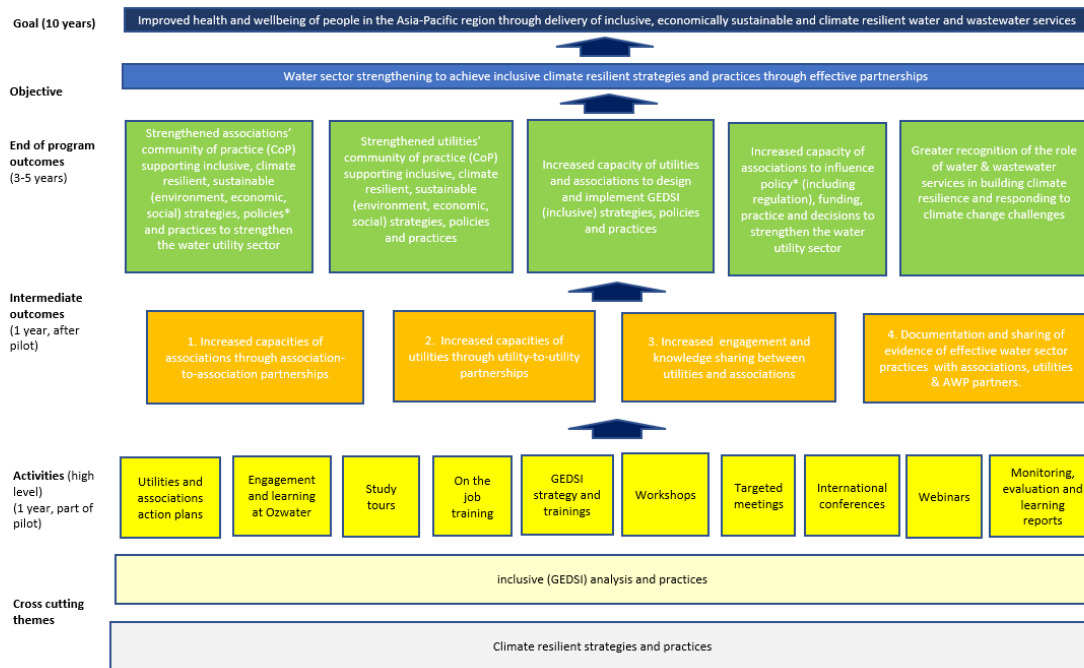 Goal (10 years)
Improved health and wellbeing of people in the Asia-Pacific region through delivery of inclusive, economically sustainable and climate resilient water and wastewater services
Water sector strengthening to achieve inclusive climate resilient strategies and practices through effective partnerships
Objective
End of program
outcomes
(3-5 years)
Strengthened associations’
community of practice (CoP)
supporting inclusive, climate
resilient, sustainable
(environment, economic,
social) strategies, policies*
and practices to strengthen
the water utility sector
Strengthened utilities’
community of practice (CoP)
supporting inclusive, climate
resilient, sustainable
(environment, economic,
social) strategies, policies
and practices
Increased capacity of utilities
and associations to design
and implement GEDSI
(inclusive) strategies, policies
and practices
Increased capacity of
associations to influence
policy* (including
regulation), funding,
practice and decisions to
strengthen the water
utility sector
Greater recognition of the role
of water & wastewater
services in building climate
resilience and responding to
climate change challenges
Intermediate
outcomes
(1 year, after
pilot)
1. Increased capacities of
associations through association-
to-association partnerships
2. Increased capacities of
utilities through utility-to-utility
partnerships
3. Increased engagement and
knowledge sharing between
utilities and associations
4. Documentation and sharing of
evidence of effective water sector
practices with associations, utilities
& AWP partners.
Activities (high
level)
(1 year, part of
pilot)
Utilities and
associations
action plans
Engagement
and learning
at Ozwater
Study
tours
On the
job
training
GEDSI
strategy and
trainings
Workshops
Targeted
meetings
International
conferences
Webinars
Monitoring,
evaluation and
learning
reports
Cross cutting
themes
inclusive (GEDSI) analysis and practices
Climate resilient strategies and practices